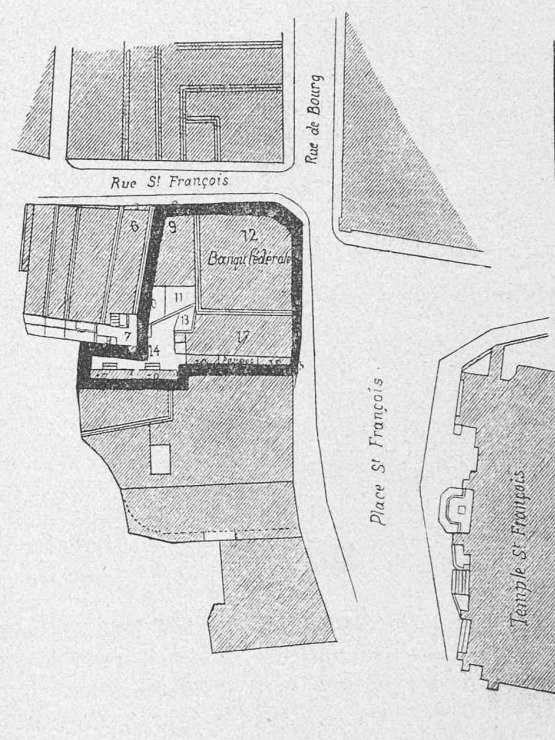 Rue de Bourg
Rue St François
6
9
12
Banque Fédérale
11
13
7
14
17
Place St François
Temple St François